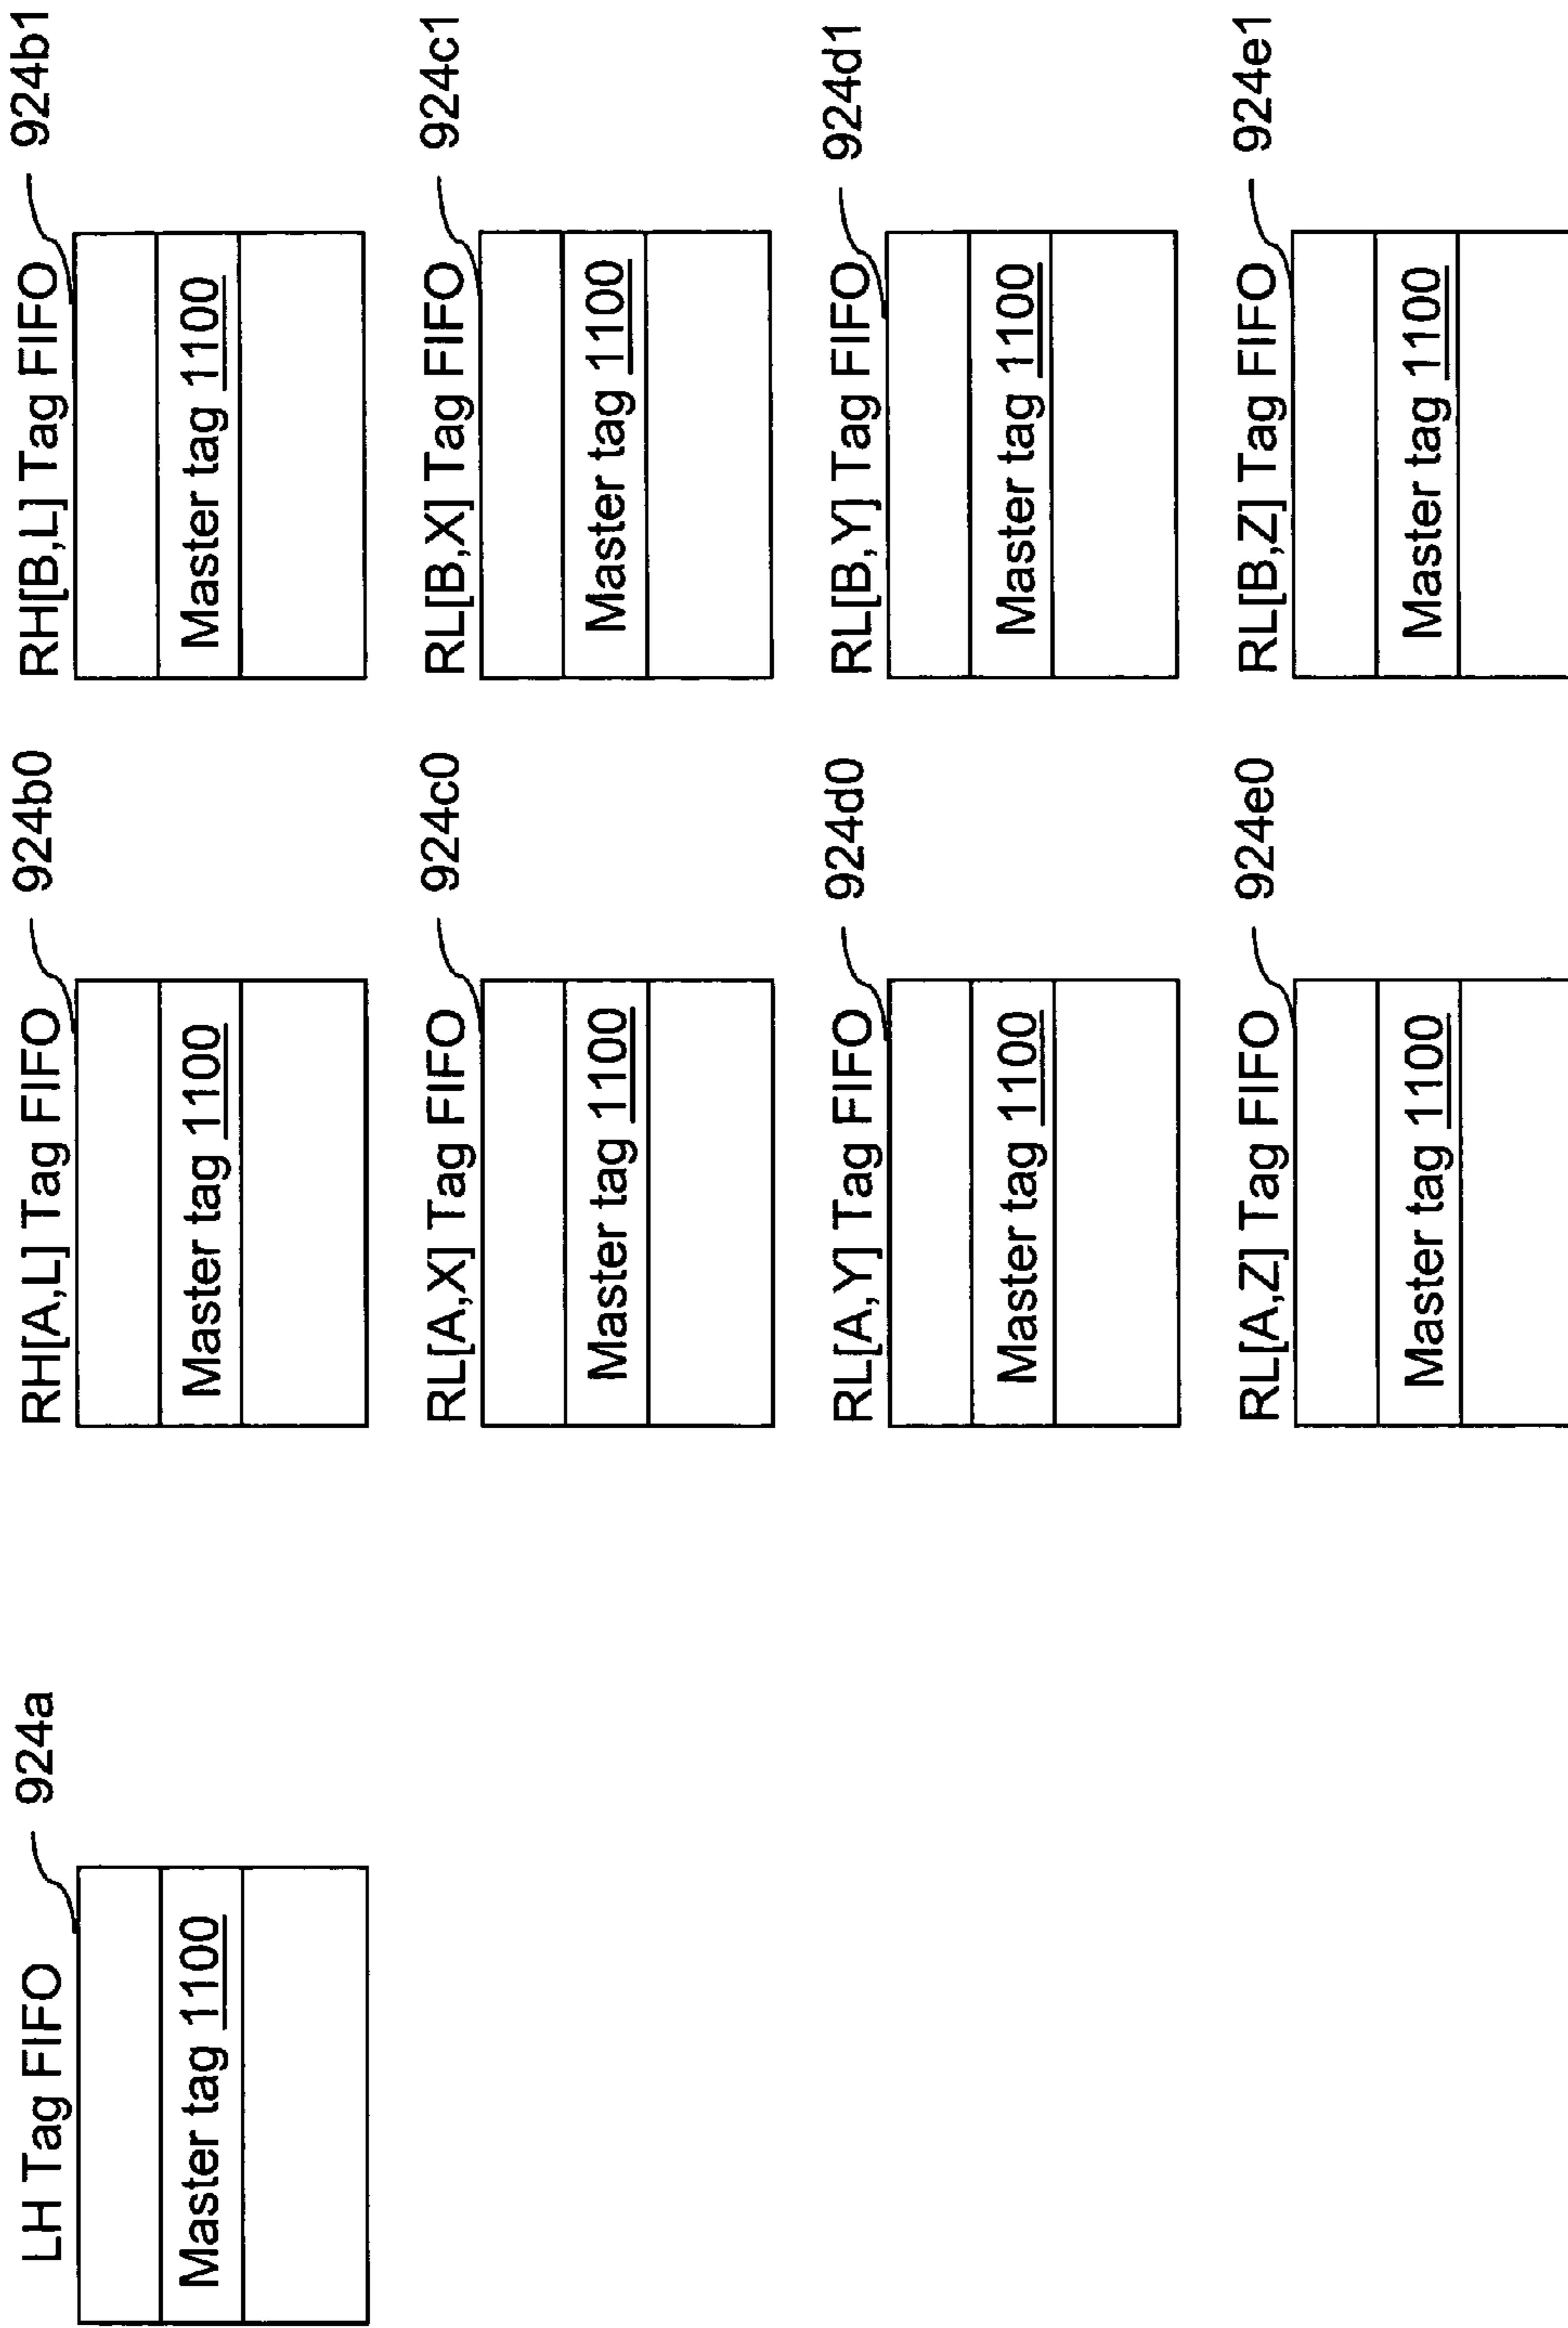 LH Tag FIFO
924a
Master tag 1100
RH[A,L] Tag FIFO
924b0
Master tag 1100
RH[B,L] Tag FIFO
924b1
Master tag 1100
RL[A,X] Tag FIFO
924c0
Master tag 1100
RL[B,X] Tag FIFO
924c1
Master tag 1100
RL[A,Y] Tag FIFO
924d0
Master tag 1100
RL[B,Y] Tag FIFO
924d1
Master tag 1100
RL[A,Z] Tag FIFO
924e0
Master tag 1100
RL[B,Z] Tag FIFO
924e1
Master tag 1100